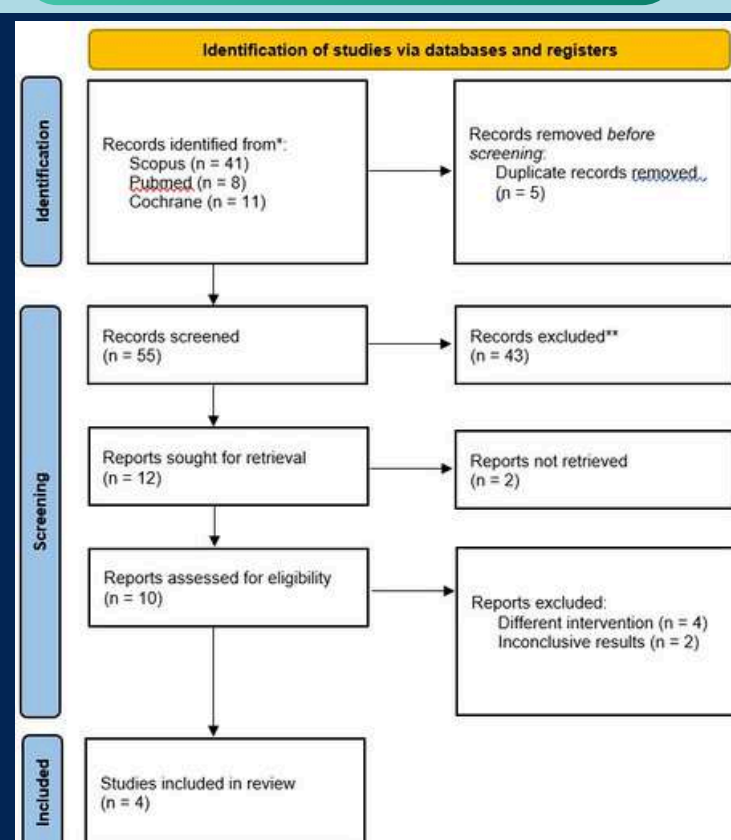 Identification of studies via databases and registers
Identification
Records identified from*:
Scopus (n = 41)
Pubmed (n = 8)
Cochrane (n = 11)
Records removed before
screening:
Duplicate records removed
(n = 5)
Screening
Records screened
(n = 55)
Records excluded**
(n = 43)
Reports sought for retrieval
(n = 12)
Reports not retrieved
(n = 2)
Reports assessed for eligibility
(n = 10)
Reports excluded:
Different intervention (n = 4)
Inconclusive results (n = 2)
Included
Studies included in review
(n = 4)